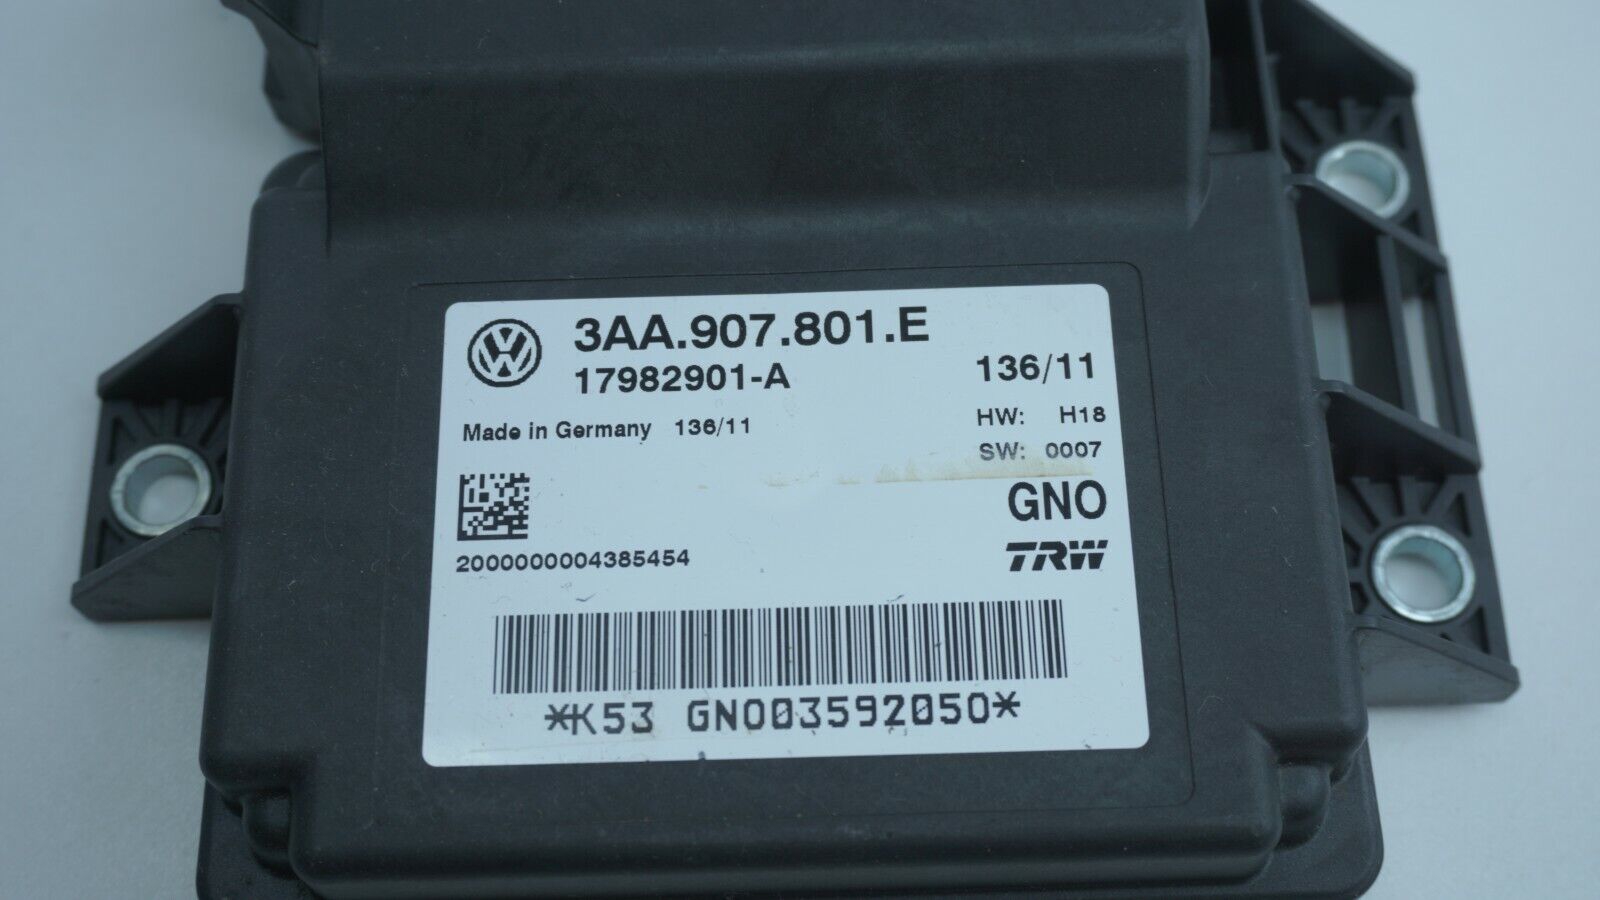 3AA.907.801.E
17982901-A 136/11
Made in Germany 136/11 HW: H18
SW: 0007
GNO
TRW
2000000004385454
*K53 GNO03592050*